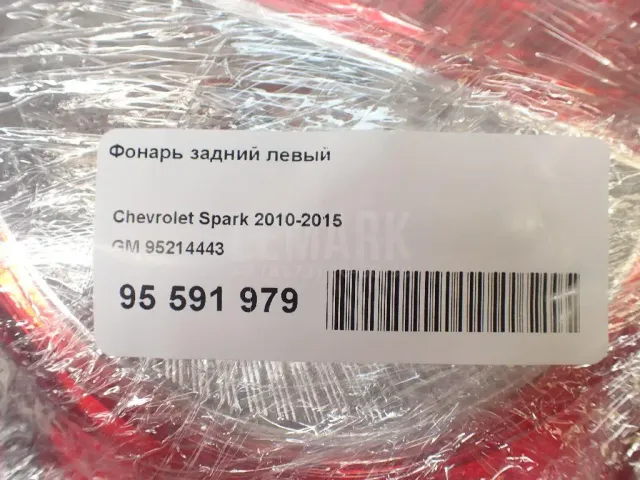 Фонарь задний левый
Chevrolet Spark 2010-2015
GM 95214443
95 591 979